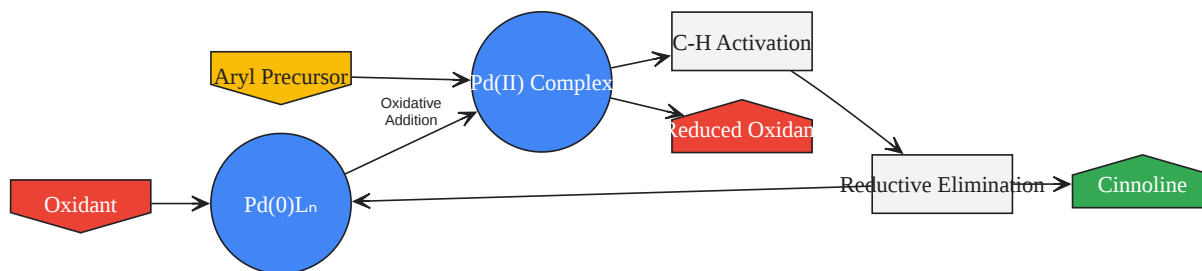 C-H Activation
Aryl Precursor
Pd(II) Complex
Oxidative
Addition
Reduced Oxidan
Reductive Elimination
Cinnoline
Oxidant
Pd(0)Lₙ